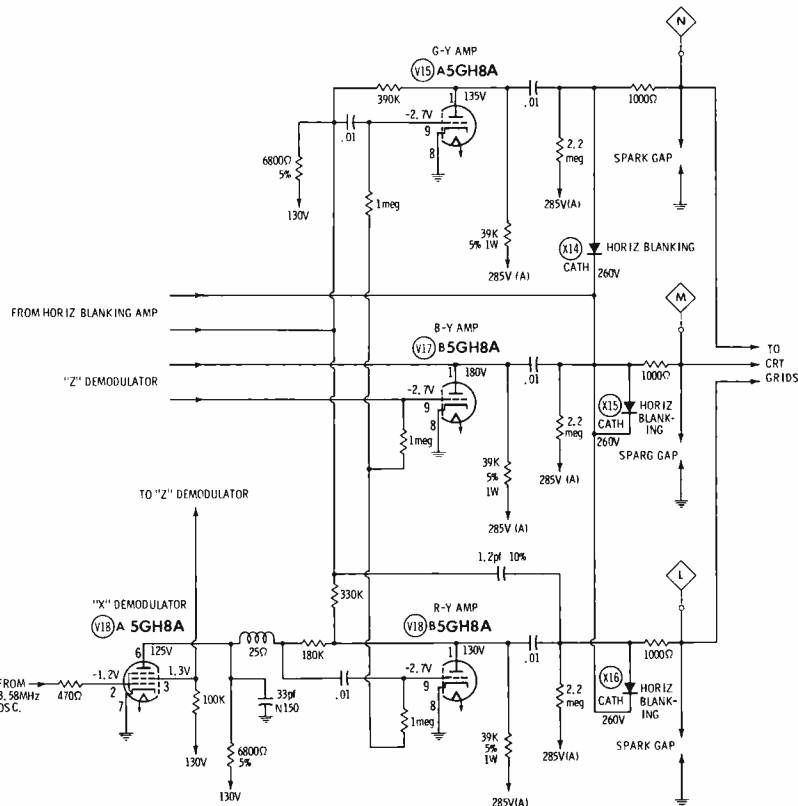 N
G-Y AMP
V15 A 5GH8A
390K
1
135V
.01
1000Ω
-2.7V
9
8
.01
6800Ω
5%
130V
2.2
meg
SPARK GAP
1meg
285V(A)
39K
5% 1W
285V (A)
X14
HORIZ BLANKING
CATH
260V
FROM HORIZ BLANKING AMP
M
B-Y AMP
V17 B 5GH8A
1
180V
.01
1000Ω
TO
CRT
GRIDS
"Z" DEMODULATOR
-2.7V
9
8
1meg
X15
CATH
260V
HORIZ
BLANK-
ING
2.2
meg
39K
5%
1W
285V (A)
285V (A)
SPARG GAP
TO "Z" DEMODULATOR
1.2pf 10%
L
330K
"X" DEMODULATOR
V18 A 5GH8A
R-Y AMP
V18 B 5GH8A
6
125V
25Ω
180K
1
130V
.01
1000Ω
FROM
3.58MHz
OSC.
470Ω
-1.2V
2
7
1.3V
3
.01
-2.7V
9
8
X16
CATH
260V
HORIZ
BLANK-
ING
100K
33pf
N150
1meg
2.2
meg
130V
6800Ω
5%
130V
39K
5%
1W
285V(A)
285V(A)
SPARK GAP